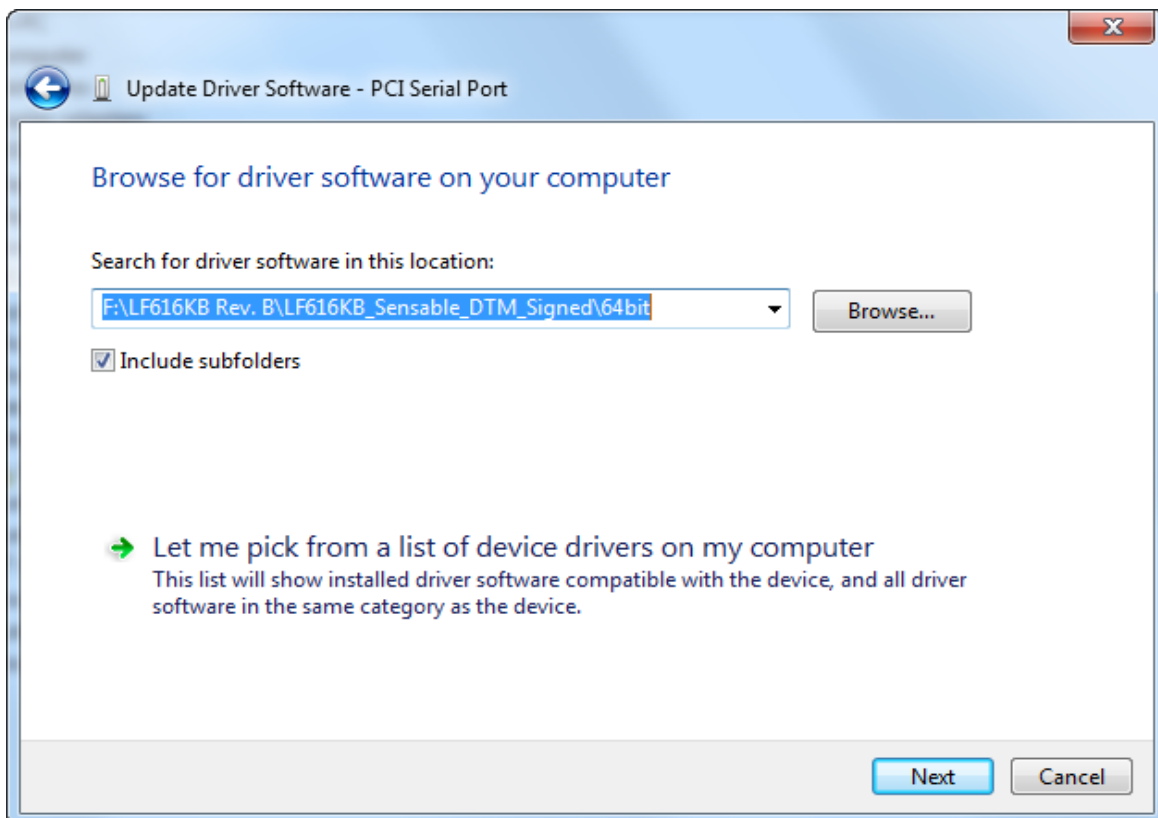 Update Driver Software - PCI Serial Port
Browse for driver software on your computer
Search for driver software in this location:
F:\LF616KB Rev. B\LF616KB_Sensable_DTM_Signed\64bit
Browse...
Include subfolders
Let me pick from a list of device drivers on my computer
This list will show installed driver software compatible with the device, and all driver
software in the same category as the device.
Next
Cancel